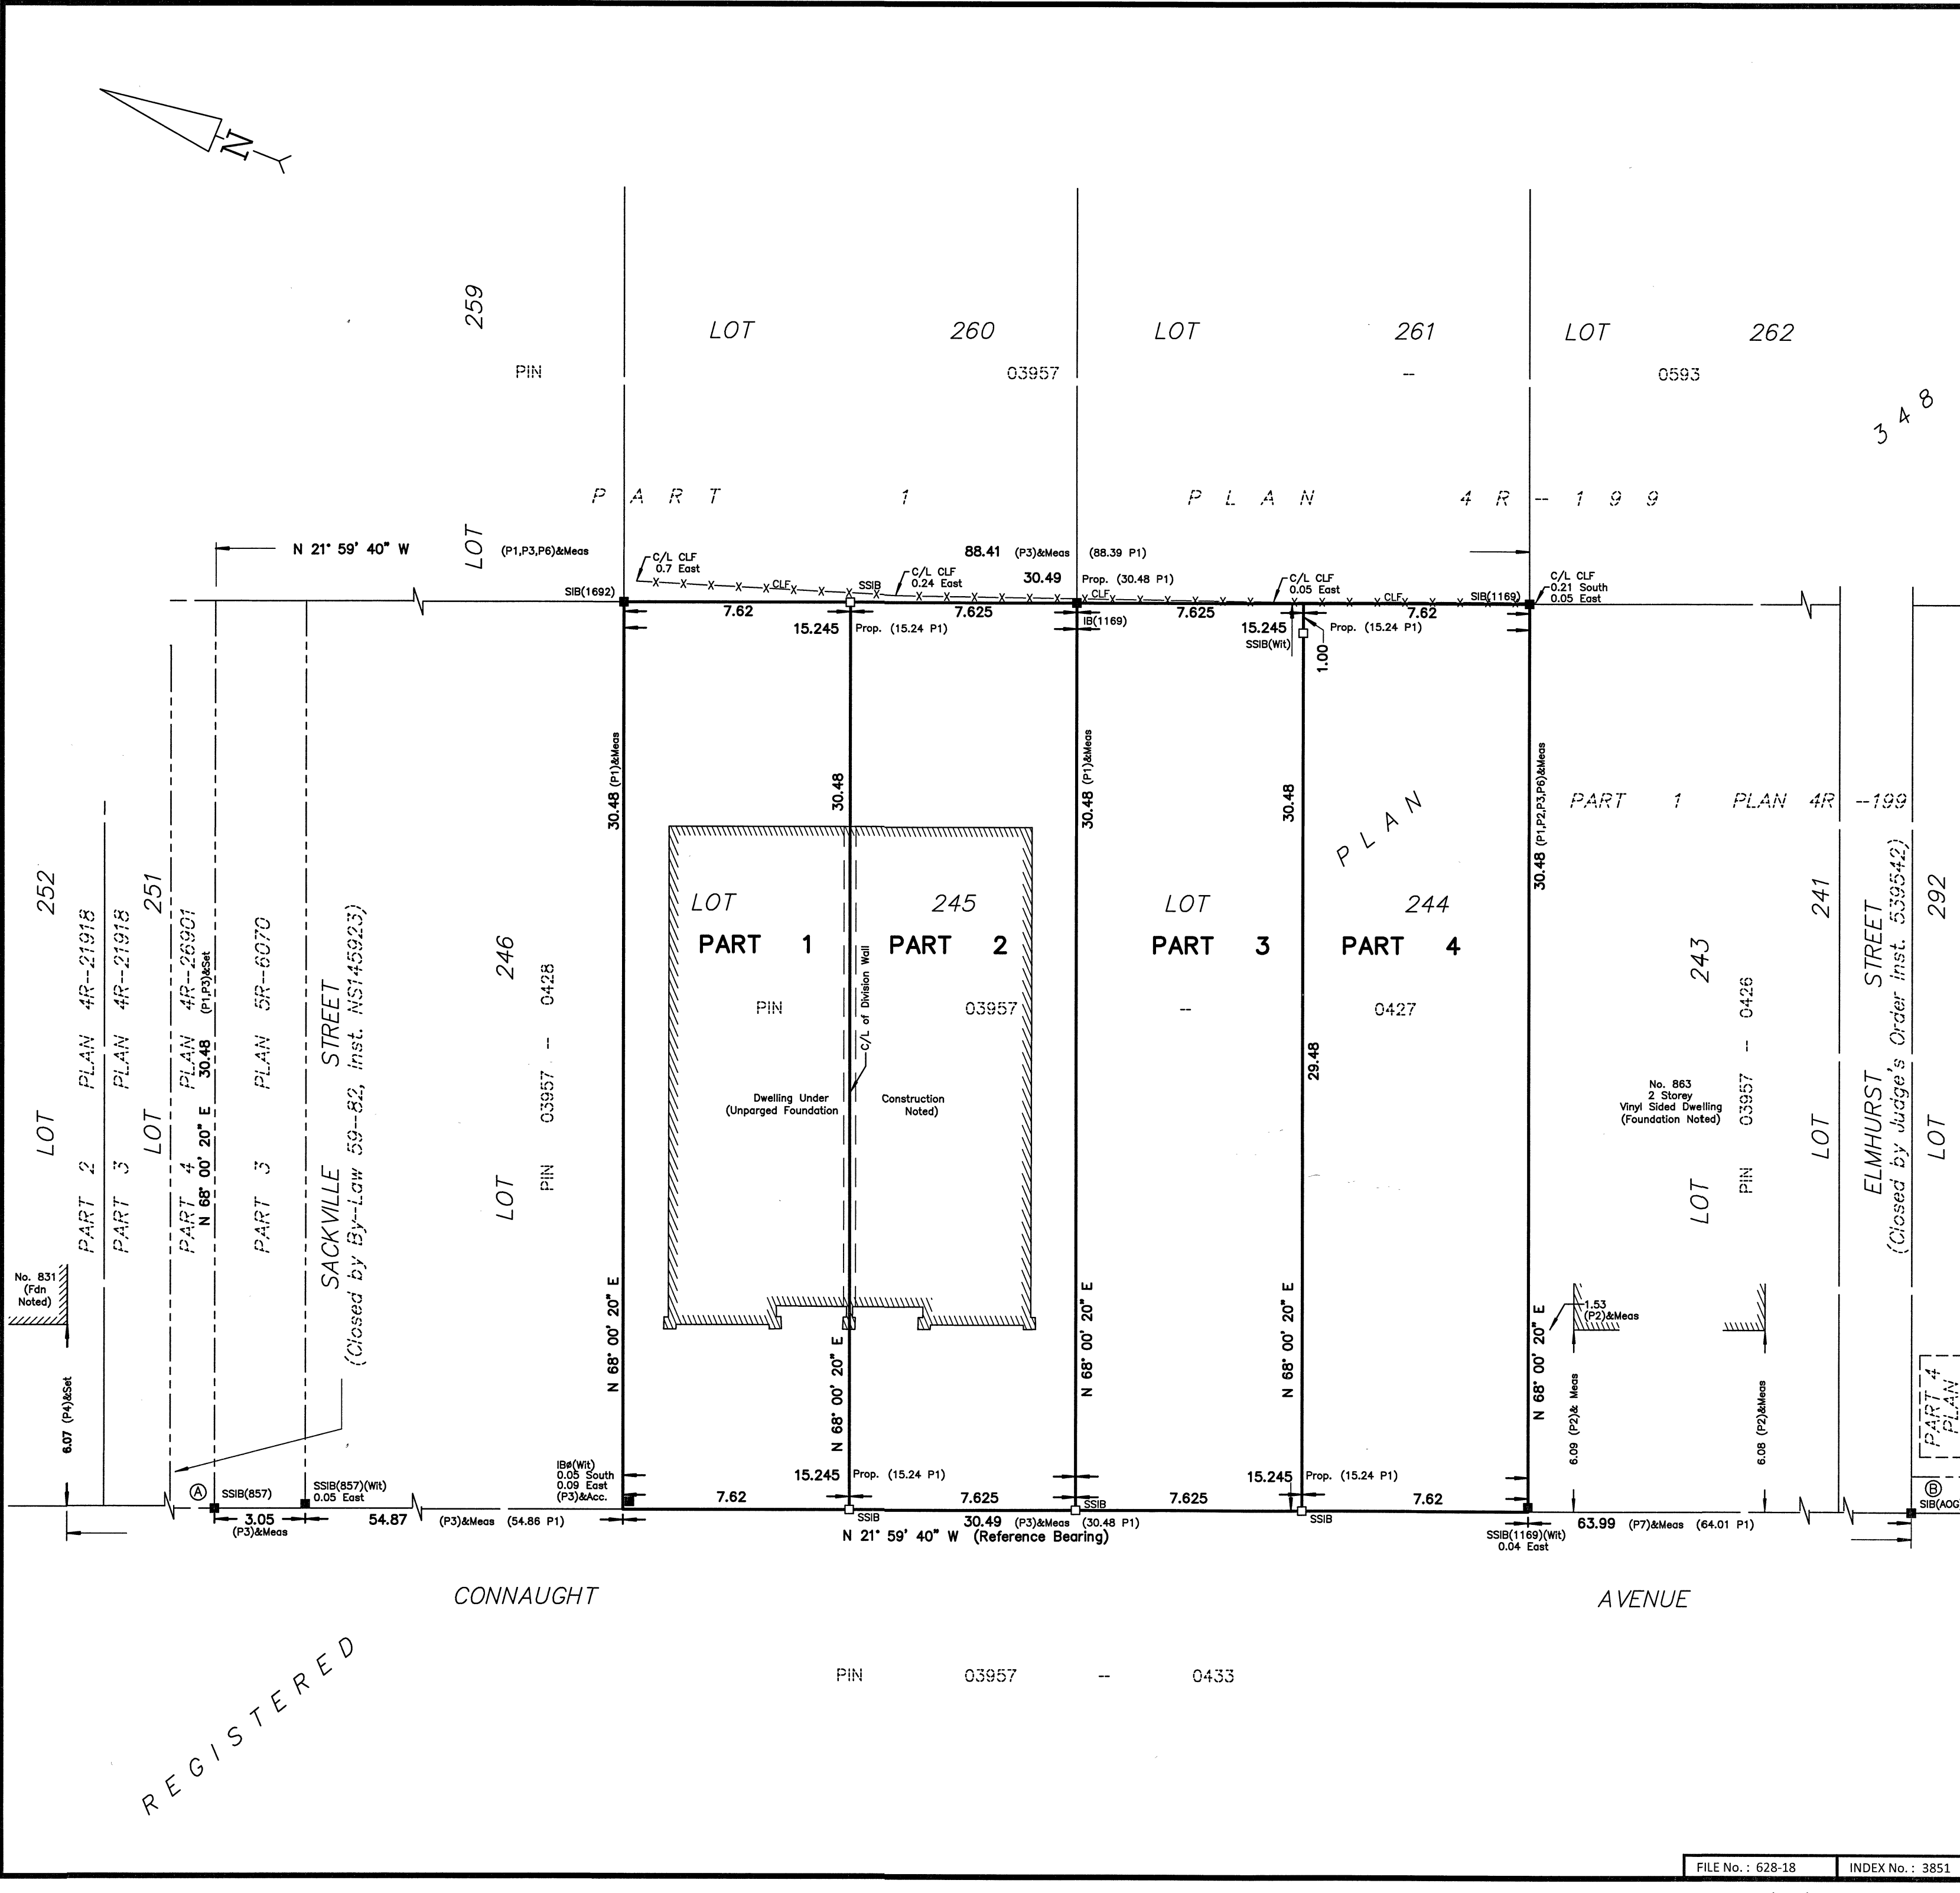 N
259
LOT
LOT 260
LOT 261
LOT 262
PIN 03957 -- 0593
3 4 8
P A R T 1 P L A N 4 R -- 1 9 9
N 21° 59' 40" W
(P1,P3,P6)&Meas
88.41 (P3)&Meas (88.39 P1)
C/L CLF
0.7 East
CLF
SSIB
C/L CLF
0.24 East
30.49 Prop. (30.48 P1)
CLF
C/L CLF
0.05 East
CLF
SIB(1169)
C/L CLF
0.21 South
0.05 East
SIB(1692)
7.62
7.625
7.625
7.62
15.245 Prop. (15.24 P1)
IB(1169)
15.245 Prop. (15.24 P1)
SSIB(Wit)
1.00
30.48 (P1)&Meas
30.48
30.48 (P1)&Meas
30.48
30.48 (P1,P2,P3,P6)&Meas
P L A N
PART 1 PLAN 4R --199
LOT 252
PART 2 PLAN 4R--21918
PART 3 PLAN 4R--21918
LOT 251
PART 4 PLAN 4R--26901
N 68° 00' 20" E 30.48 (P1,P3)&Set
PART 3 PLAN 5R--6070
SACKVILLE STREET
(Closed by By--Law 59--82, Inst. NS145923)
LOT 246
PIN 03957 -- 0428
LOT 245
PART 1
PART 2
LOT 244
PART 3
PART 4
PIN 03957 -- 0427
C/L of Division Wall
Dwelling Under Construction
(Unparged Foundation Noted)
29.48
No. 863
2 Storey
Vinyl Sided Dwelling
(Foundation Noted)
LOT 243
PIN 03957 -- 0426
LOT 241
ELMHURST STREET
(Closed by Judge's Order Inst. 539542)
LOT 292
No. 831
(Fdn
Noted)
6.07 (P4)&Set
N 68° 00' 20" E
N 68° 00' 20" E
N 68° 00' 20" E
N 68° 00' 20" E
N 68° 00' 20" E
1.53
(P2)&Meas
6.09 (P2)& Meas
6.08 (P2)&Meas
PART 4
PLAN
A
SSIB(857)
SSIB(857)(Wit)
0.05 East
IBø(Wit)
0.05 South
0.09 East
(P3)&Acc.
15.245 Prop. (15.24 P1)
15.245 Prop. (15.24 P1)
7.62
7.625
7.625
7.62
SSIB
SSIB
SSIB
B
SIB(AOG
3.05
(P3)&Meas
54.87 (P3)&Meas (54.86 P1)
30.49 (P3)&Meas (30.48 P1)
N 21° 59' 40" W (Reference Bearing)
SSIB(1169)(Wit)
0.04 East
63.99 (P7)&Meas (64.01 P1)
CONNAUGHT AVENUE
PIN 03957 -- 0433
R E G I S T E R E D
FILE No. : 628-18
INDEX No. : 3851